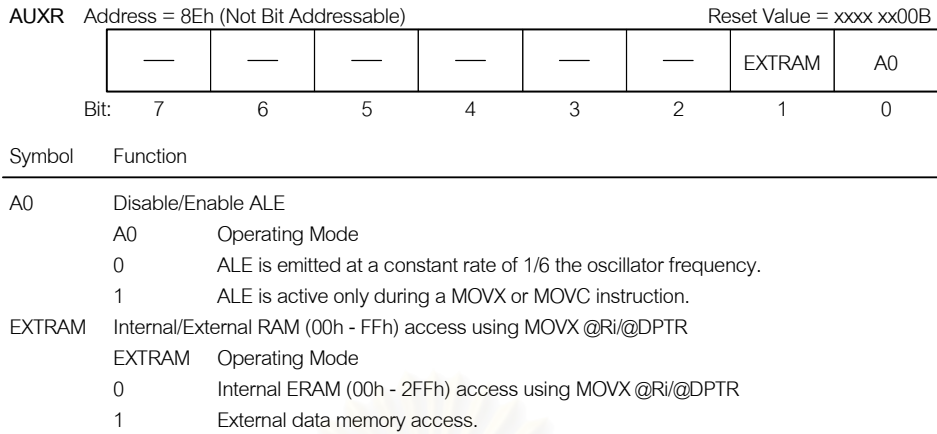 AUXR Address = 8Eh (Not Bit Addressable) Reset Value = xxxx xx00B
— — — — — — EXTRAM A0
Bit: 7 6 5 4 3 2 1 0
Symbol Function
A0 Disable/Enable ALE
A0 Operating Mode
0 ALE is emitted at a constant rate of 1/6 the oscillator frequency.
1 ALE is active only during a MOVX or MOVC instruction.
EXTRAM Internal/External RAM (00h - FFh) access using MOVX @Ri/@DPTR
EXTRAM Operating Mode
0 Internal ERAM (00h - 2FFh) access using MOVX @Ri/@DPTR
1 External data memory access.